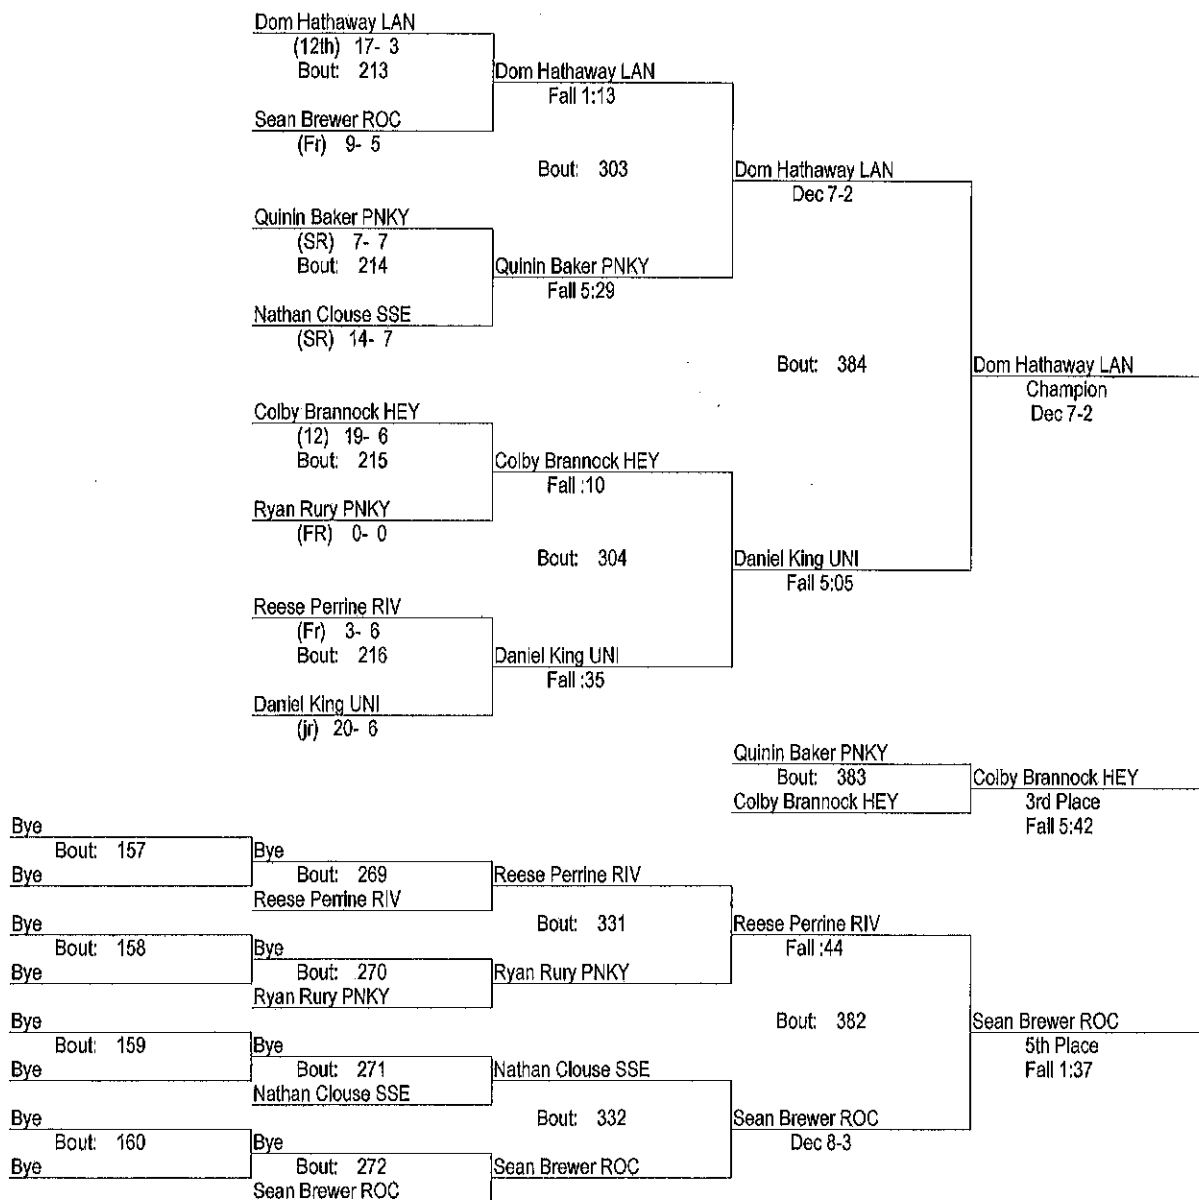 Dom Hathaway LAN
(12th) 17- 3
Bout: 213
Dom Hathaway LAN
Fall 1:13
Sean Brewer ROC
(Fr) 9- 5
Bout: 303
Dom Hathaway LAN
Dec 7-2
Quinin Baker PNKY
(SR) 7- 7
Bout: 214
Quinin Baker PNKY
Fall 5:29
Nathan Clouse SSE
(SR) 14- 7
Bout: 384
Dom Hathaway LAN
Champion
Dec 7-2
Colby Brannock HEY
(12) 19- 6
Bout: 215
Colby Brannock HEY
Fall :10
Ryan Rury PNKY
(FR) 0- 0
Bout: 304
Daniel King UNI
Fall 5:05
Reese Perrine RIV
(Fr) 3- 6
Bout: 216
Daniel King UNI
Fall :35
Daniel King UNI
(jr) 20- 6
Quinin Baker PNKY
Bout: 383
Colby Brannock HEY
Colby Brannock HEY
3rd Place
Fall 5:42
Bye
Bout: 157
Bye
Bye
Bout: 269
Reese Perrine RIV
Reese Perrine RIV
Bout: 331
Reese Perrine RIV
Fall :44
Bye
Bout: 158
Bye
Bye
Bout: 270
Ryan Rury PNKY
Ryan Rury PNKY
Bout: 382
Sean Brewer ROC
5th Place
Fall 1:37
Bye
Bout: 159
Bye
Bye
Bout: 271
Nathan Clouse SSE
Nathan Clouse SSE
Bout: 332
Sean Brewer ROC
Dec 8-3
Bye
Bout: 160
Bye
Bye
Bout: 272
Sean Brewer ROC
Sean Brewer ROC